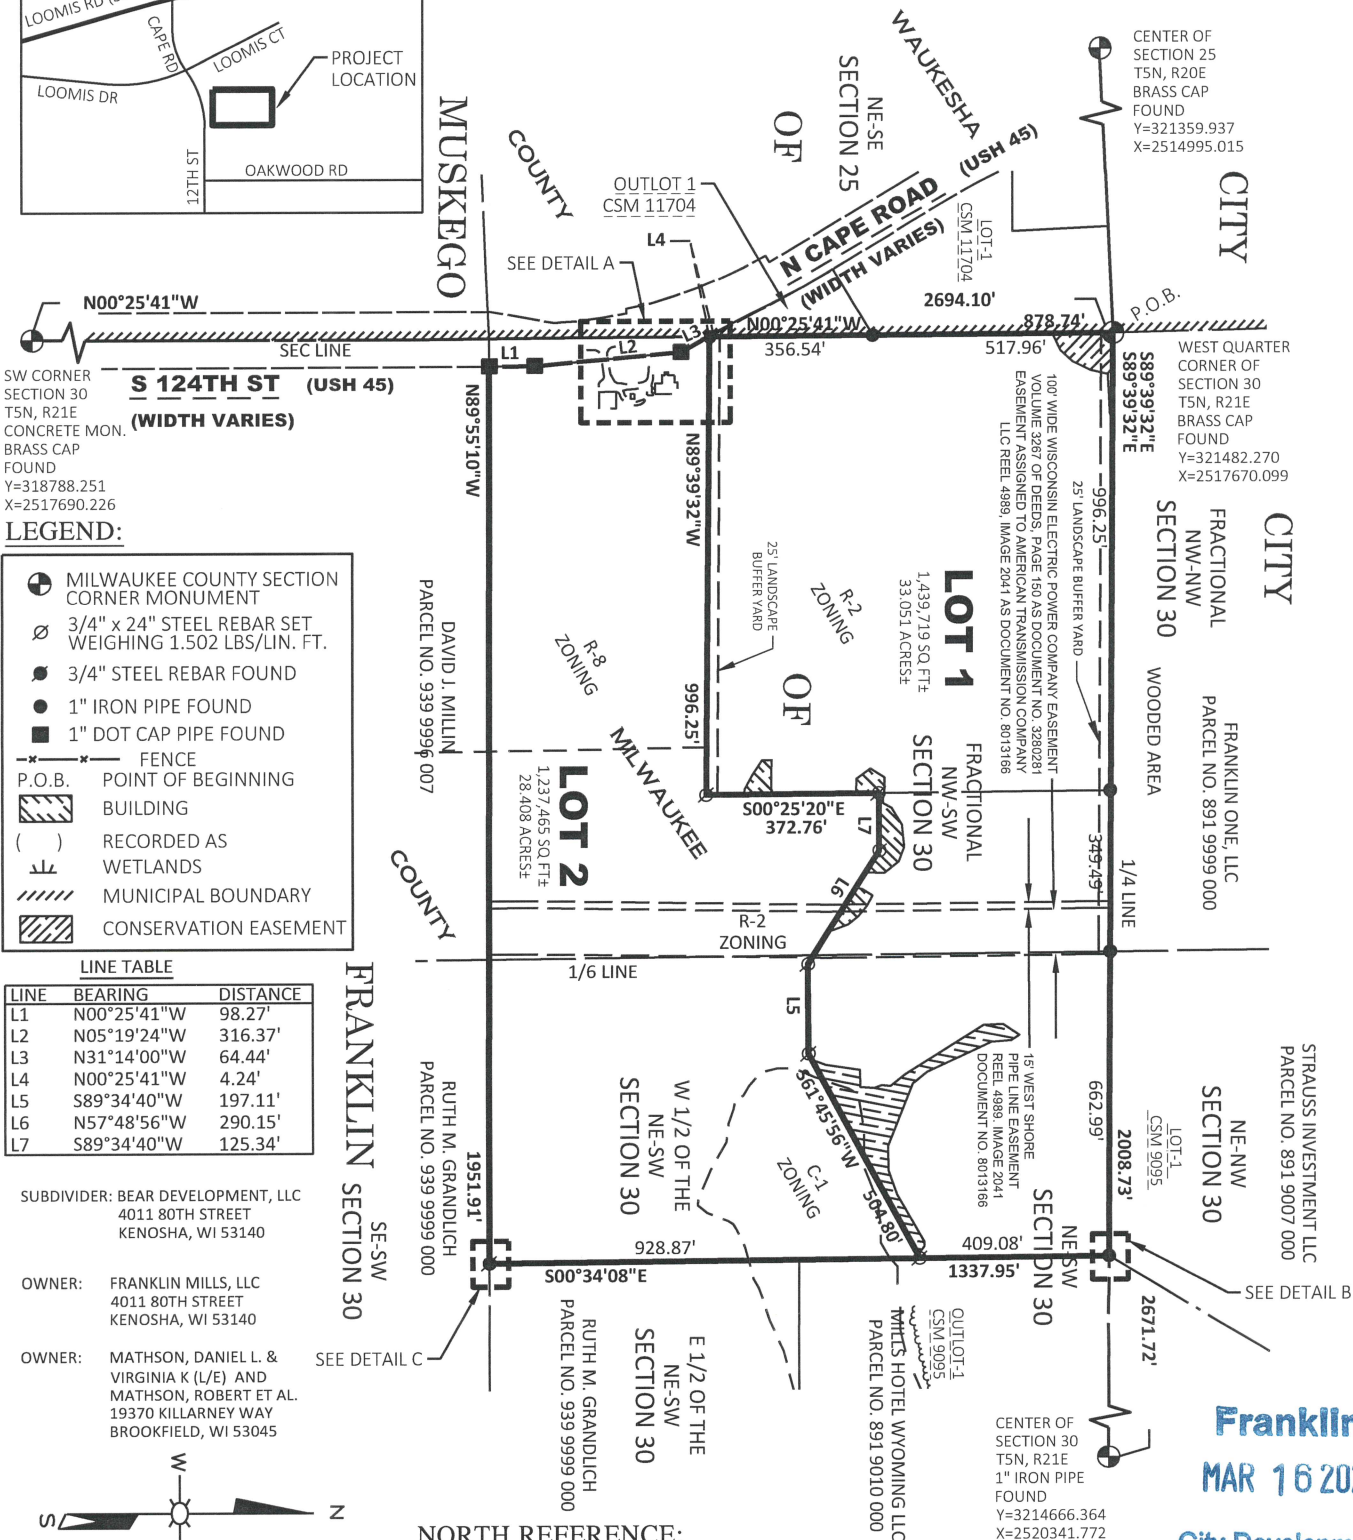 LOOMIS RD
CAPE RD
LOOMIS CT
LOOMIS DR
PROJECT
LOCATION
12TH ST
OAKWOOD RD
MUSKEGO
COUNTY
WAUKESHA
NE-SE
SECTION 25
OF
CITY
CENTER OF
SECTION 25
T5N, R20E
BRASS CAP
FOUND
Y=321359.937
X=2514995.015
OUTLOT 1
CSM 11704
L4
SEE DETAIL A
N CAPE ROAD
(USH 45)
(WIDTH VARIES)
LOT-1
CSM 11704
2694.10'
P.O.B.
N00°25'41"W
SEC LINE
L1
L2
L3
N00°25'41"W
878.74'
356.54'
517.96'
S 124TH ST (USH 45)
(WIDTH VARIES)
SW CORNER
SECTION 30
T5N, R21E
CONCRETE MON.
BRASS CAP
FOUND
Y=318788.251
X=2517690.226
WEST QUARTER
CORNER OF
SECTION 30
T5N, R21E
BRASS CAP
FOUND
Y=321482.270
X=2517670.099
S89°39'32"E
S89°39'32"E
N89°55'10"W
N89°39'32"W
996.25'
996.25'
25' LANDSCAPE BUFFER YARD
100' WIDE WISCONSIN ELECTRIC POWER COMPANY EASEMENT
VOLUME 3267 OF DEEDS, PAGE 150 AS DOCUMENT NO. 3280281
EASEMENT ASSIGNED TO AMERICAN TRANSMISSION COMPANY
LLC REEL 4989, IMAGE 2041 AS DOCUMENT NO. 8013166
25' LANDSCAPE
BUFFER YARD
CITY
FRACTIONAL
NW-NW
SECTION 30
WOODED AREA
FRANKLIN ONE, LLC
PARCEL NO. 891 9999 000
LEGEND:
MILWAUKEE COUNTY SECTION
CORNER MONUMENT
3/4" x 24" STEEL REBAR SET
WEIGHING 1.502 LBS/LIN. FT.
3/4" STEEL REBAR FOUND
1" IRON PIPE FOUND
1" DOT CAP PIPE FOUND
FENCE
P.O.B. POINT OF BEGINNING
BUILDING
( ) RECORDED AS
WETLANDS
MUNICIPAL BOUNDARY
CONSERVATION EASEMENT
DAVID J. MILLIN
PARCEL NO. 939 9996 007
R-8
ZONING
R-2
ZONING
LOT 1
1,439,719 SQ FT±
33.051 ACRES±
OF
MILWAUKEE
COUNTY
LOT 2
1,237,465 SQ FT±
28.408 ACRES±
FRACTIONAL
NW-SW
SECTION 30
S00°25'20"E
372.76'
L7
L6
L5
349.49'
1/4 LINE
R-2
ZONING
1/6 LINE
LINE TABLE
LINE BEARING DISTANCE
L1 N00°25'41"W 98.27'
L2 N05°19'24"W 316.37'
L3 N31°14'00"W 64.44'
L4 N00°25'41"W 4.24'
L5 S89°34'40"W 197.11'
L6 N57°48'56"W 290.15'
L7 S89°34'40"W 125.34'
FRANKLIN
RUTH M. GRANDLICH
PARCEL NO. 939 9999 000
SE-SW
SECTION 30
1951.91'
W 1/2 OF THE
NE-SW
SECTION 30
S61°45'56"W
504.80'
C-1
ZONING
15' WEST SHORE
PIPE LINE EASEMENT
REEL 4989, IMAGE 2041
DOCUMENT NO. 8013166
662.99'
2008.73'
LOT-1
CSM 9095
NE-NW
SECTION 30
STRAUSS INVESTMENT LLC
PARCEL NO. 891 9007 000
NE-SW
SECTION 30
928.87'
S00°34'08"E
409.08'
1337.95'
SEE DETAIL B
2671.72'
SUBDIVIDER: BEAR DEVELOPMENT, LLC
4011 80TH STREET
KENOSHA, WI 53140
OWNER: FRANKLIN MILLS, LLC
4011 80TH STREET
KENOSHA, WI 53140
OWNER: MATHSON, DANIEL L. &
VIRGINIA K (L/E) AND
MATHSON, ROBERT ET AL.
19370 KILLARNEY WAY
BROOKFIELD, WI 53045
SEE DETAIL C
RUTH M. GRANDLICH
PARCEL NO. 939 9999 000
E 1/2 OF THE
NE-SW
SECTION 30
OUTLOT-1
CSM 9095
MILLS HOTEL WYOMING LLC
PARCEL NO. 891 9010 000
CENTER OF
SECTION 30
T5N, R21E
1" IRON PIPE
FOUND
Y=3214666.364
X=2520341.772
Franklin
MAR 16 202
City Developm
W
S
N
NORTH REFERENCE: